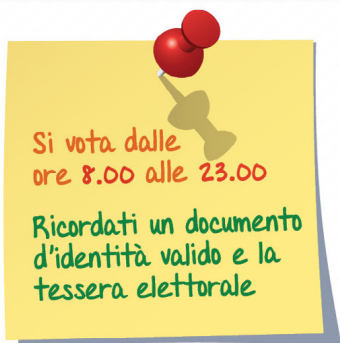 Si vota dalle
ore 8.00 alle 23.00
Ricordati un documento
d'identità valido e la
tessera elettorale